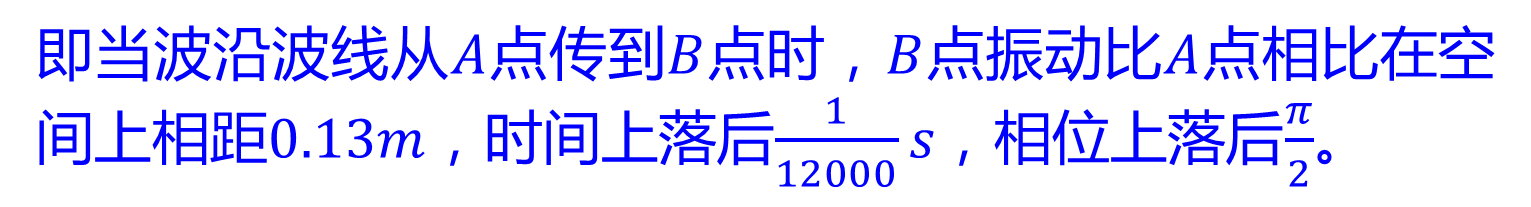 即当波沿波线从A点传到B点时，B点振动比A点相比在空
间上相距0.13m，时间上落后\frac{1}{12000} s，相位上落后\frac{π}{2}。